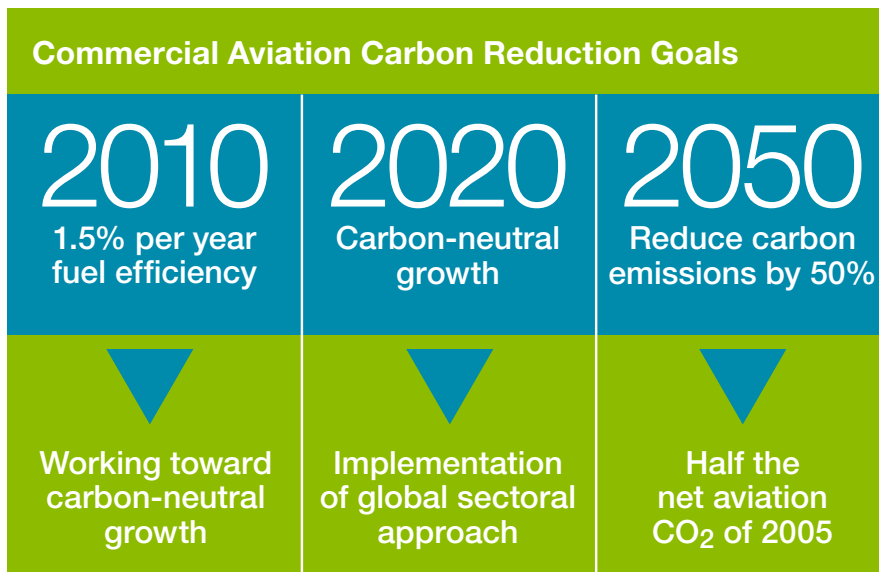 Commercial Aviation Carbon Reduction Goals
2010
1.5% per year
fuel efficiency
Working toward
carbon-neutral
growth
2020
Carbon-neutral
growth
Implementation
of global sectoral
approach
2050
Reduce carbon
emissions by 50%
Half the
net aviation
CO₂ of 2005